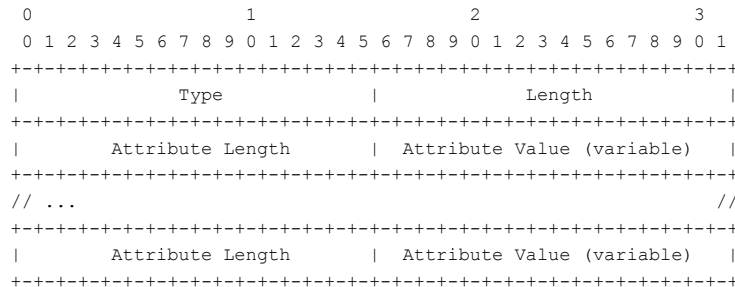 0                   1                   2                   3
 0 1 2 3 4 5 6 7 8 9 0 1 2 3 4 5 6 7 8 9 0 1 2 3 4 5 6 7 8 9 0 1
+-+-+-+-+-+-+-+-+-+-+-+-+-+-+-+-+-+-+-+-+-+-+-+-+-+-+-+-+-+-+-+-+
|             Type              |             Length            |
+-+-+-+-+-+-+-+-+-+-+-+-+-+-+-+-+-+-+-+-+-+-+-+-+-+-+-+-+-+-+-+-+
|       Attribute Length        |  Attribute Value (variable)   |
+-+-+-+-+-+-+-+-+-+-+-+-+-+-+-+-+-+-+-+-+-+-+-+-+-+-+-+-+-+-+-+-+
// ...                                                         //
+-+-+-+-+-+-+-+-+-+-+-+-+-+-+-+-+-+-+-+-+-+-+-+-+-+-+-+-+-+-+-+-+
|       Attribute Length        |  Attribute Value (variable)   |
+-+-+-+-+-+-+-+-+-+-+-+-+-+-+-+-+-+-+-+-+-+-+-+-+-+-+-+-+-+-+-+-+